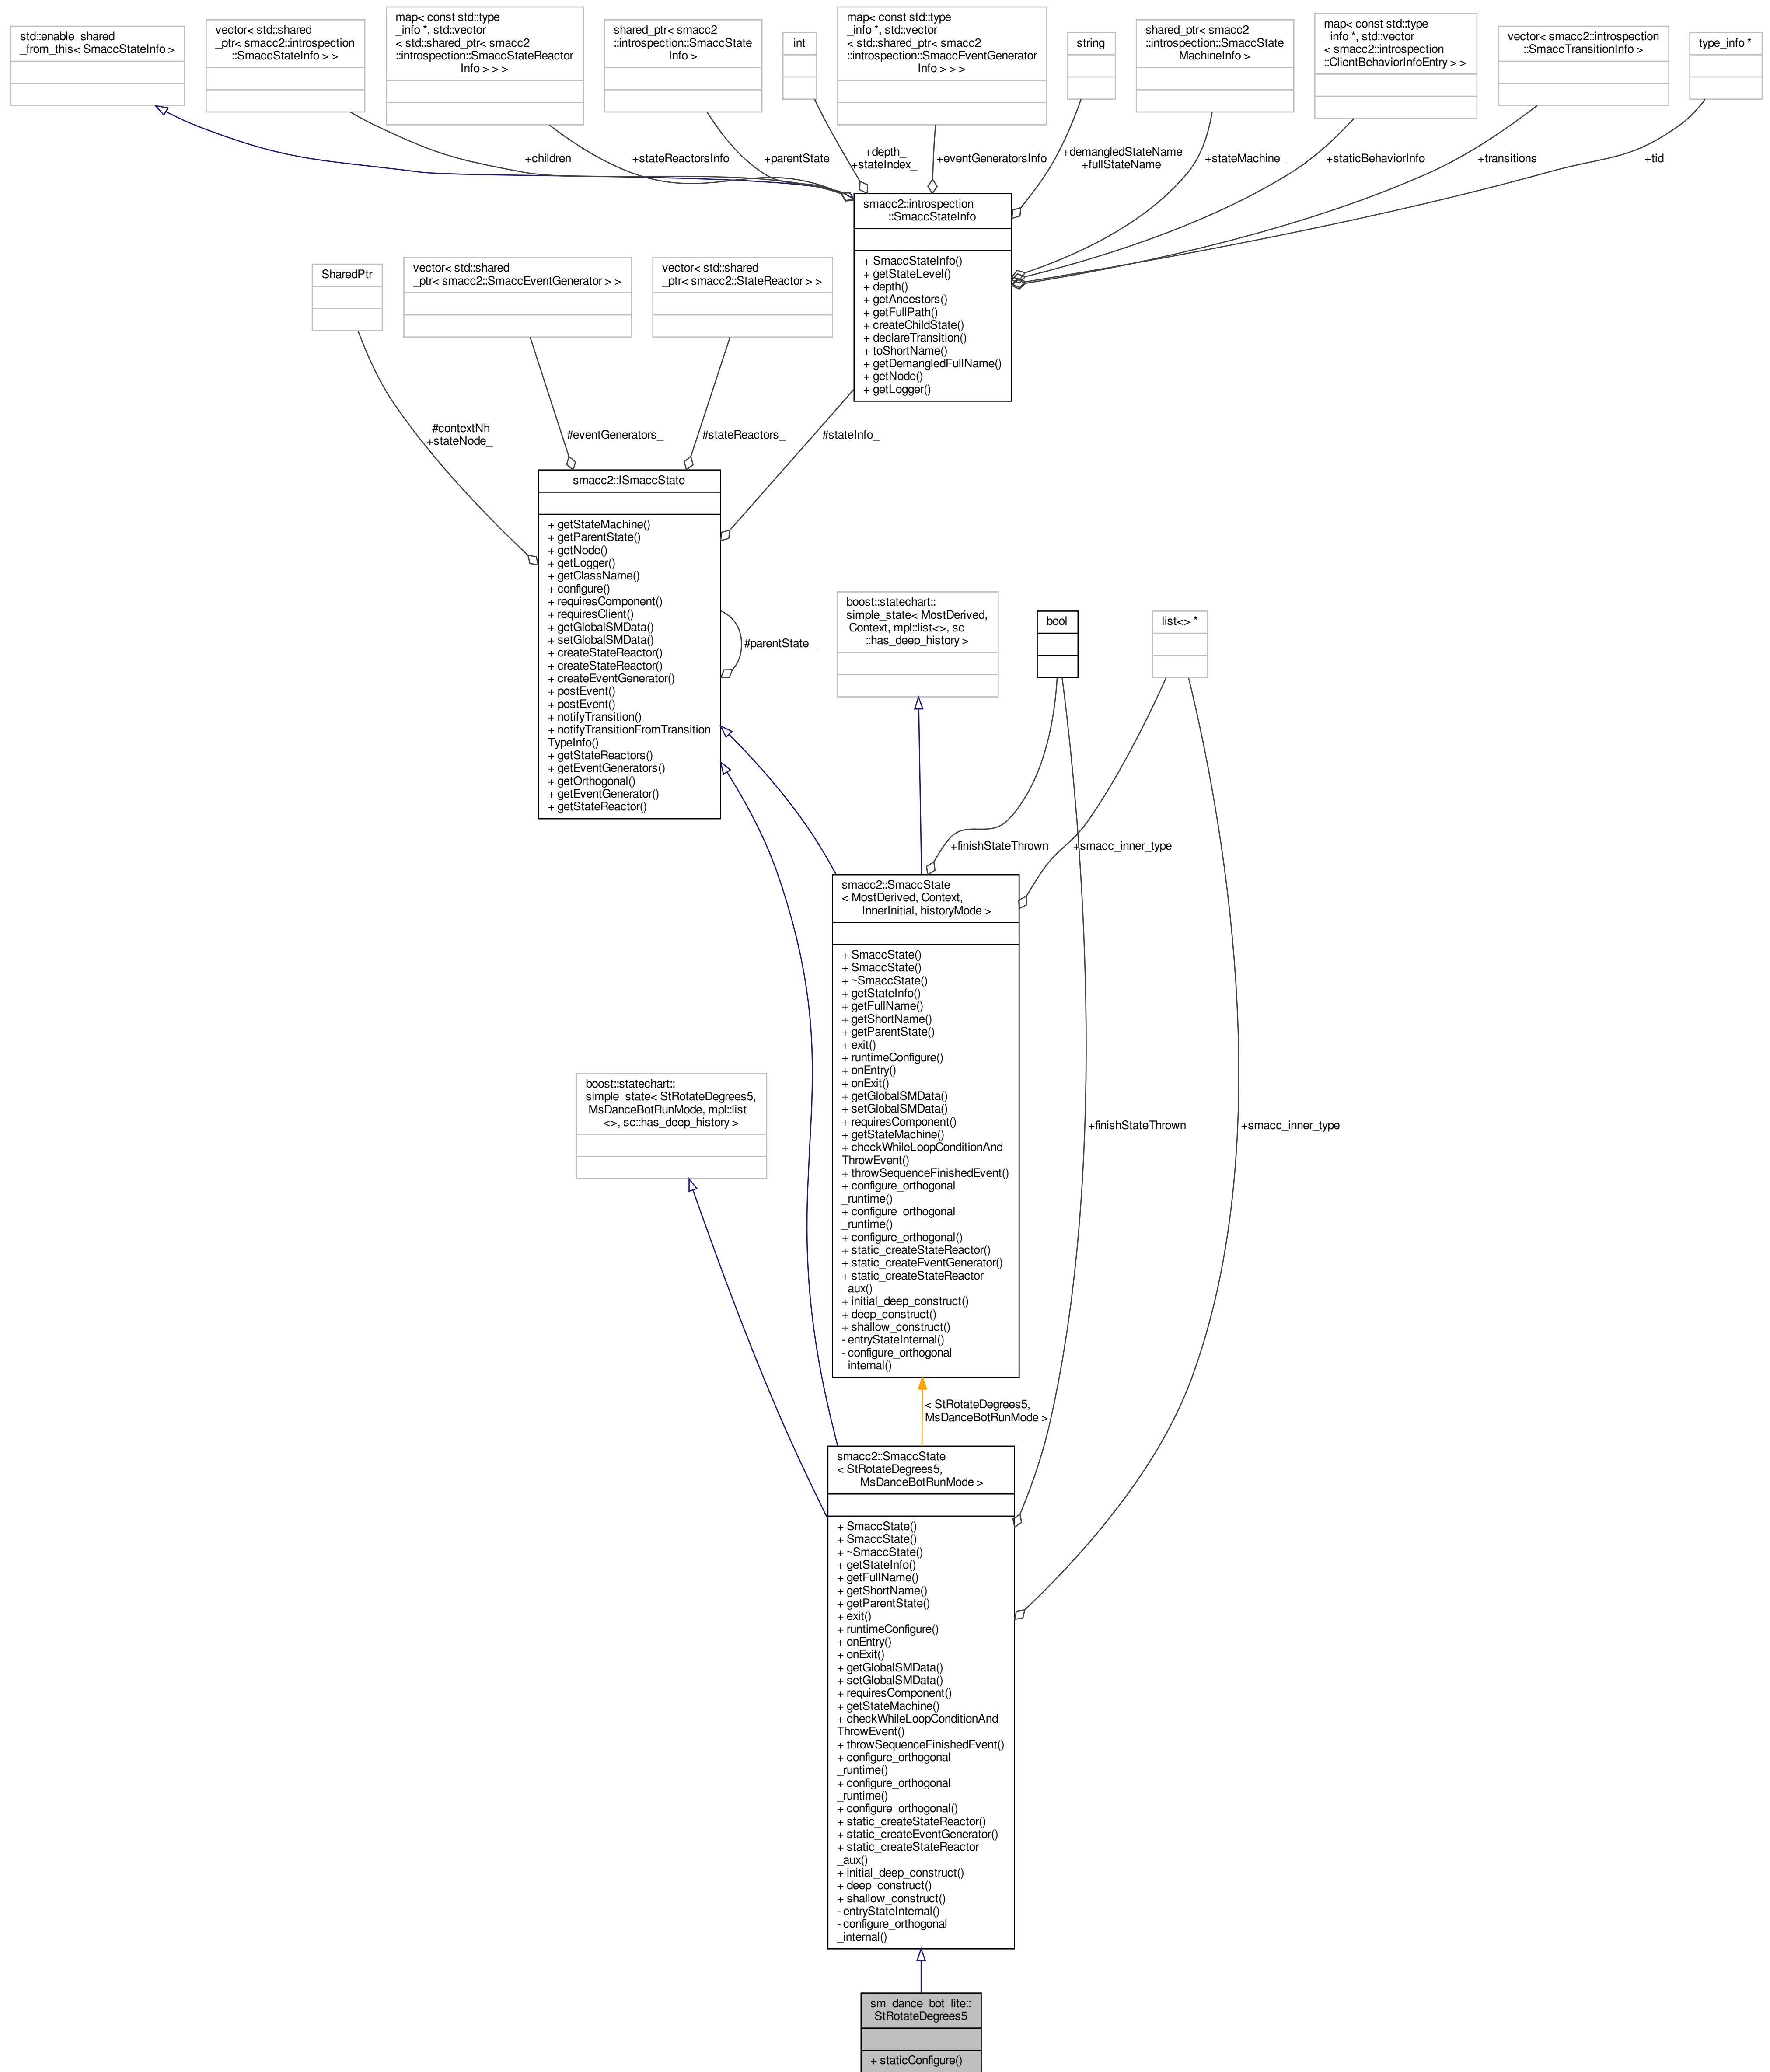 std::enable_shared
_from_this< SmaccStateInfo >
vector< std::shared
_ptr< smacc2::introspection
::SmaccStateInfo > >
map< const std::type
_info *, std::vector
< std::shared_ptr< smacc2
::introspection::SmaccStateReactor
Info > > >
shared_ptr< smacc2
::introspection::SmaccState
Info >
int
map< const std::type
_info *, std::vector
< std::shared_ptr< smacc2
::introspection::SmaccEventGenerator
Info > > >
string
shared_ptr< smacc2
::introspection::SmaccState
MachineInfo >
map< const std::type
_info *, std::vector
< smacc2::introspection
::ClientBehaviorInfoEntry > >
vector< smacc2::introspection
::SmaccTransitionInfo >
type_info *
+children_
+stateReactorsInfo
+parentState_
+depth_
+stateIndex_
+eventGeneratorsInfo
+demangledStateName
+fullStateName
+stateMachine_
+staticBehaviorInfo
+transitions_
+tid_
smacc2::introspection
::SmaccStateInfo
+ SmaccStateInfo()
+ getStateLevel()
+ depth()
+ getAncestors()
+ getFullPath()
+ createChildState()
+ declareTransition()
+ toShortName()
+ getDemangledFullName()
+ getNode()
+ getLogger()
SharedPtr
vector< std::shared
_ptr< smacc2::SmaccEventGenerator > >
vector< std::shared
_ptr< smacc2::StateReactor > >
#contextNh
+stateNode_
#eventGenerators_
#stateReactors_
#stateInfo_
smacc2::ISmaccState
+ getStateMachine()
+ getParentState()
+ getNode()
+ getLogger()
+ getClassName()
+ configure()
+ requiresComponent()
+ requiresClient()
+ getGlobalSMData()
+ setGlobalSMData()
+ createStateReactor()
+ createStateReactor()
+ createEventGenerator()
+ postEvent()
+ postEvent()
+ notifyTransition()
+ notifyTransitionFromTransition
TypeInfo()
+ getStateReactors()
+ getEventGenerators()
+ getOrthogonal()
+ getEventGenerator()
+ getStateReactor()
#parentState_
boost::statechart::
simple_state< MostDerived,
Context, mpl::list<>, sc
::has_deep_history >
bool
list<> *
+finishStateThrown
+smacc_inner_type
smacc2::SmaccState
< MostDerived, Context,
InnerInitial, historyMode >
+ SmaccState()
+ SmaccState()
+ ~SmaccState()
+ getStateInfo()
+ getFullName()
+ getShortName()
+ getParentState()
+ exit()
+ runtimeConfigure()
+ onEntry()
+ onExit()
+ getGlobalSMData()
+ setGlobalSMData()
+ requiresComponent()
+ getStateMachine()
+ checkWhileLoopConditionAnd
ThrowEvent()
+ throwSequenceFinishedEvent()
+ configure_orthogonal
_runtime()
+ configure_orthogonal
_runtime()
+ configure_orthogonal()
+ static_createStateReactor()
+ static_createEventGenerator()
+ static_createStateReactor
_aux()
+ initial_deep_construct()
+ deep_construct()
+ shallow_construct()
- entryStateInternal()
- configure_orthogonal
_internal()
boost::statechart::
simple_state< StRotateDegrees5,
MsDanceBotRunMode, mpl::list
<>, sc::has_deep_history >
+finishStateThrown
+smacc_inner_type
< StRotateDegrees5,
MsDanceBotRunMode >
smacc2::SmaccState
< StRotateDegrees5,
MsDanceBotRunMode >
+ SmaccState()
+ SmaccState()
+ ~SmaccState()
+ getStateInfo()
+ getFullName()
+ getShortName()
+ getParentState()
+ exit()
+ runtimeConfigure()
+ onEntry()
+ onExit()
+ getGlobalSMData()
+ setGlobalSMData()
+ requiresComponent()
+ getStateMachine()
+ checkWhileLoopConditionAnd
ThrowEvent()
+ throwSequenceFinishedEvent()
+ configure_orthogonal
_runtime()
+ configure_orthogonal
_runtime()
+ configure_orthogonal()
+ static_createStateReactor()
+ static_createEventGenerator()
+ static_createStateReactor
_aux()
+ initial_deep_construct()
+ deep_construct()
+ shallow_construct()
- entryStateInternal()
- configure_orthogonal
_internal()
sm_dance_bot_lite::
StRotateDegrees5
+ staticConfigure()